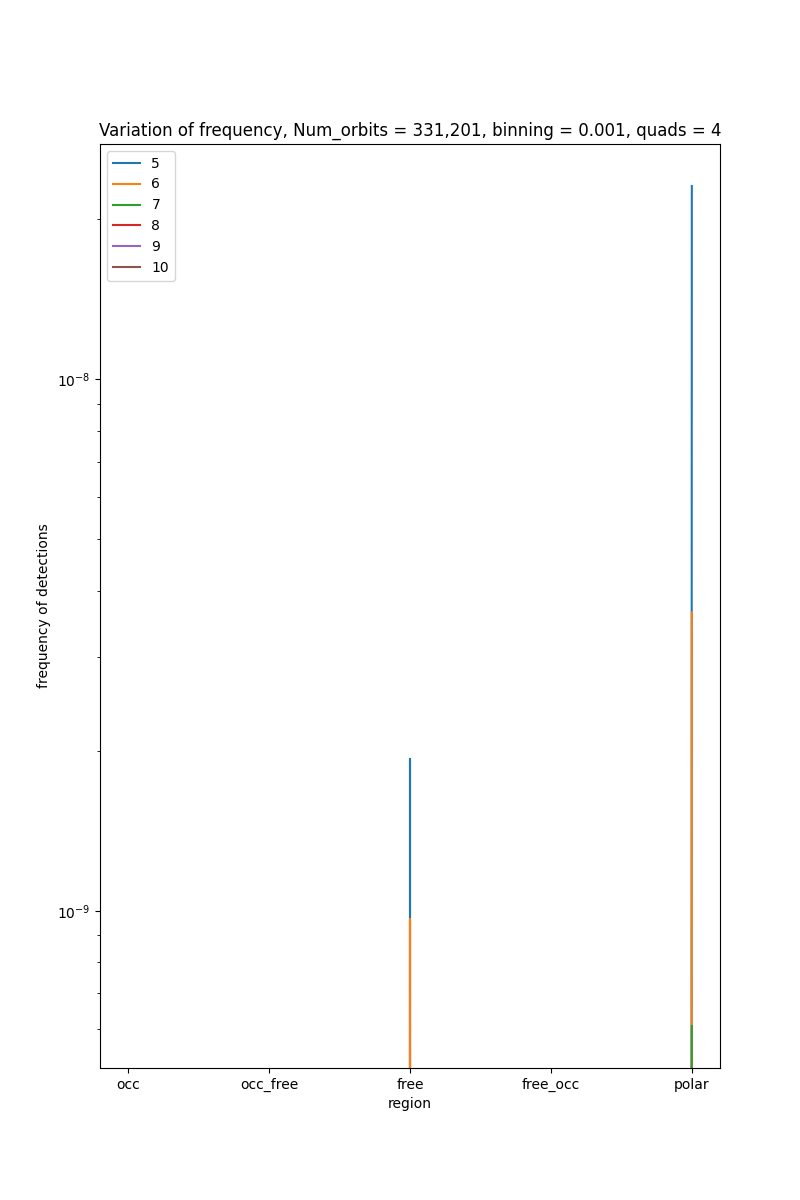 Variation of frequency, Num_orbits = 331,201, binning = 0.001, quads = 4
5
6
7
8
9
10
10⁻⁸
10⁻⁹
frequency of detections
occ occ_free free free_occ polar
region